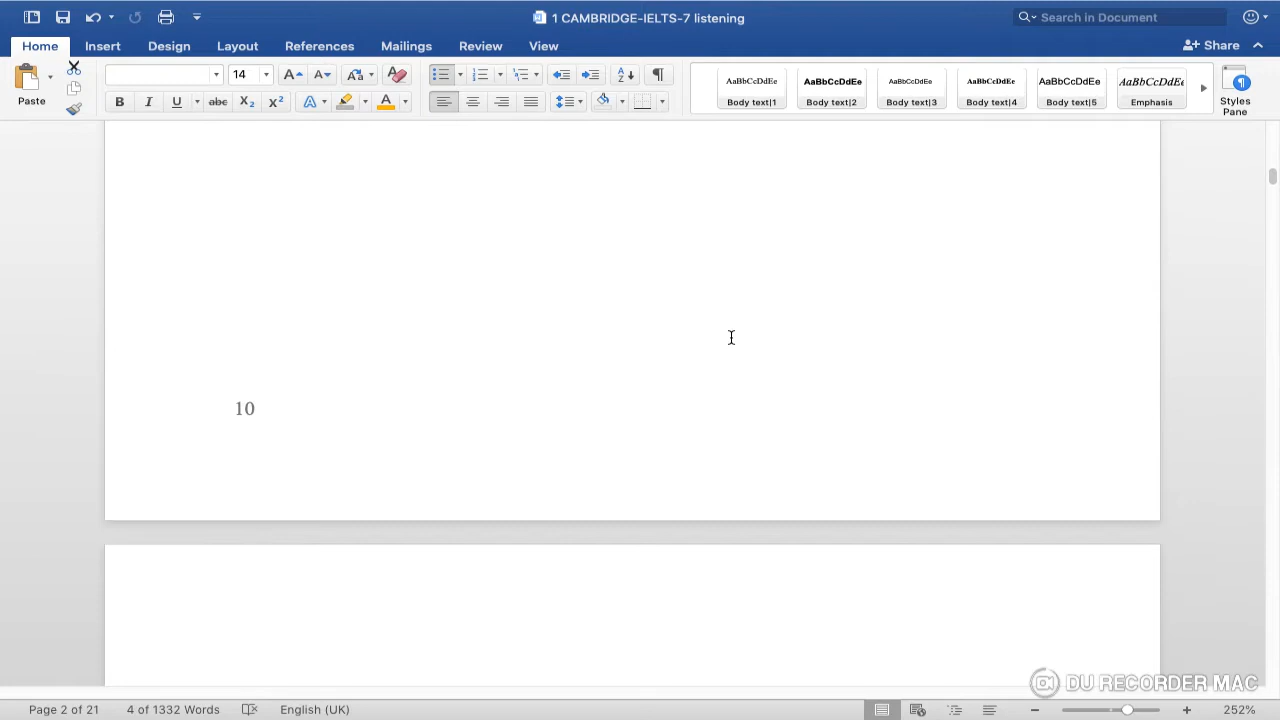 1 CAMBRIDGE-IELTS-7 listening
Search in Document
Home Insert Design Layout References Mailings Review View
Share
Paste
14
B I U abc X₂ X²
AaBbCcDdEe AaBbCcDdEe AaBbCcDdEe AaBbCcDdEe AaBbCcDdEe AaBbCcDdEe
Body text|1 Body text|2 Body text|3 Body text|4 Body text|5 Emphasis
Styles
Pane
10
DU RECORDER MAC
Page 2 of 21 4 of 1332 Words English (UK) 252%